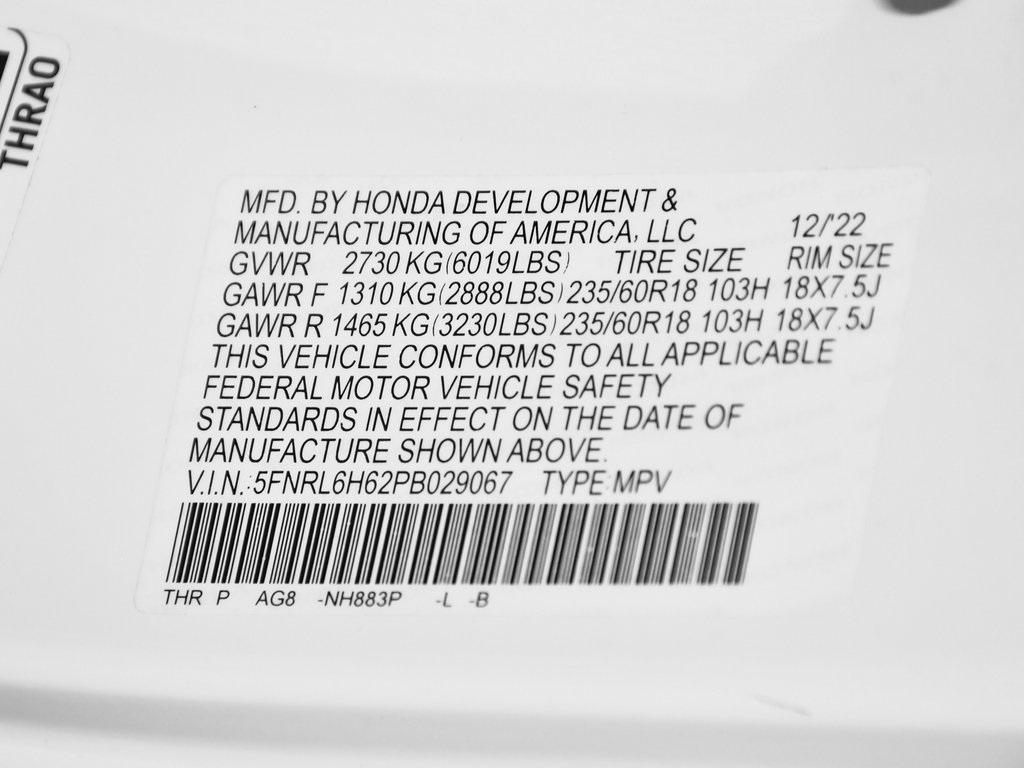 THRAO
MFD. BY HONDA DEVELOPMENT &
MANUFACTURING OF AMERICA, LLC 12/'22
GVWR 2730 KG(6019LBS) TIRE SIZE RIM SIZE
GAWR F 1310 KG(2888LBS) 235/60R18 103H 18X7.5J
GAWR R 1465 KG(3230LBS) 235/60R18 103H 18X7.5J
THIS VEHICLE CONFORMS TO ALL APPLICABLE
FEDERAL MOTOR VEHICLE SAFETY
STANDARDS IN EFFECT ON THE DATE OF
MANUFACTURE SHOWN ABOVE.
V.I.N.:5FNRL6H62PB029067 TYPE:MPV
THR P AG8 -NH883P -L -B